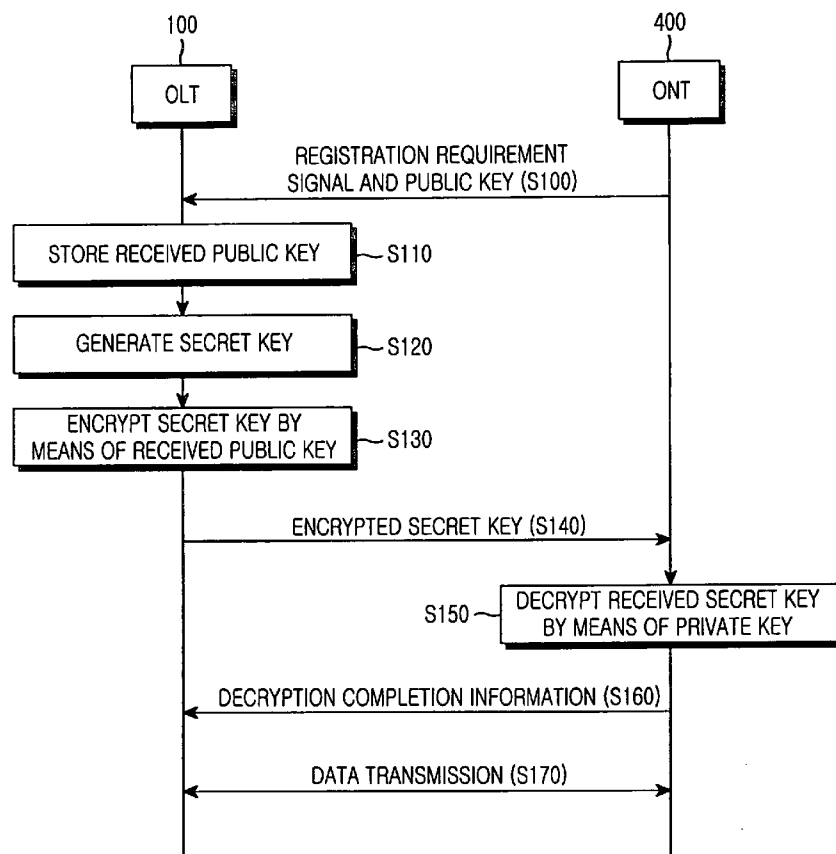 100
400
OLT
ONT
REGISTRATION REQUIREMENT
SIGNAL AND PUBLIC KEY (S100)
STORE RECEIVED PUBLIC KEY
S110
GENERATE SECRET KEY
S120
ENCRYPT SECRET KEY BY
MEANS OF RECEIVED PUBLIC KEY
S130
ENCRYPTED SECRET KEY (S140)
S150
DECRYPT RECEIVED SECRET KEY
BY MEANS OF PRIVATE KEY
DECRYPTION COMPLETION INFORMATION (S160)
DATA TRANSMISSION (S170)